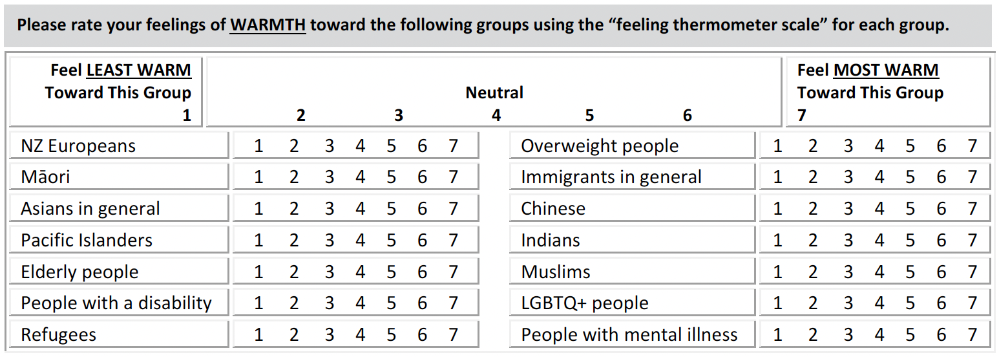 Please rate your feelings of WARMTH toward the following groups using the “feeling thermometer scale” for each group.
Feel LEAST WARM
Toward This Group
1
Neutral
2 3 4 5 6
Feel MOST WARM
Toward This Group
7
NZ Europeans 1 2 3 4 5 6 7 Overweight people 1 2 3 4 5 6 7
Māori 1 2 3 4 5 6 7 Immigrants in general 1 2 3 4 5 6 7
Asians in general 1 2 3 4 5 6 7 Chinese 1 2 3 4 5 6 7
Pacific Islanders 1 2 3 4 5 6 7 Indians 1 2 3 4 5 6 7
Elderly people 1 2 3 4 5 6 7 Muslims 1 2 3 4 5 6 7
People with a disability 1 2 3 4 5 6 7 LGBTQ+ people 1 2 3 4 5 6 7
Refugees 1 2 3 4 5 6 7 People with mental illness 1 2 3 4 5 6 7